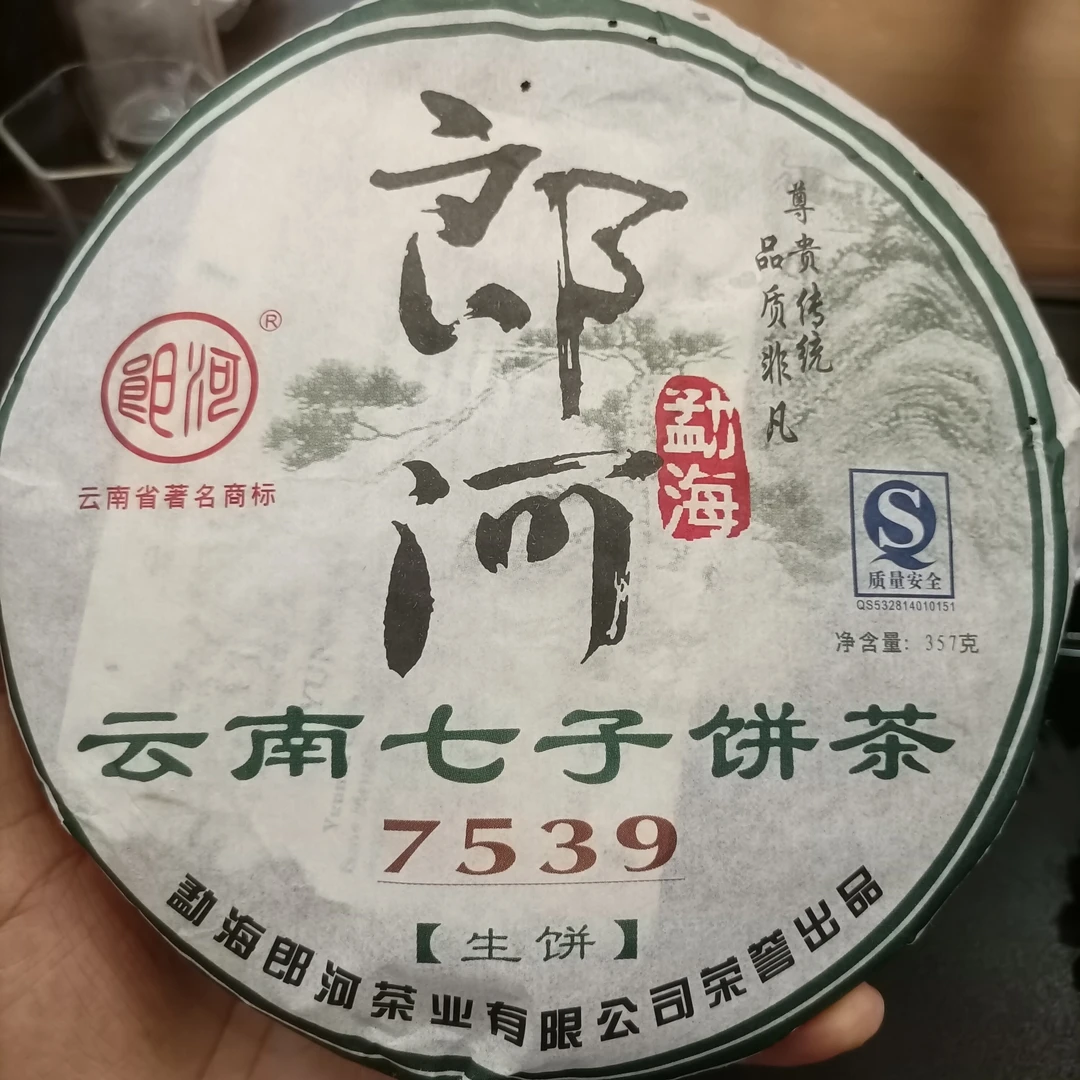 郎河
勐海
尊贵传统
品质非凡
郎河
®
云南省著名商标
S
质量安全
QS532814010151
净含量：357克
云南七子饼茶
7539
【生饼】
勐海郎河茶业有限公司荣誉出品